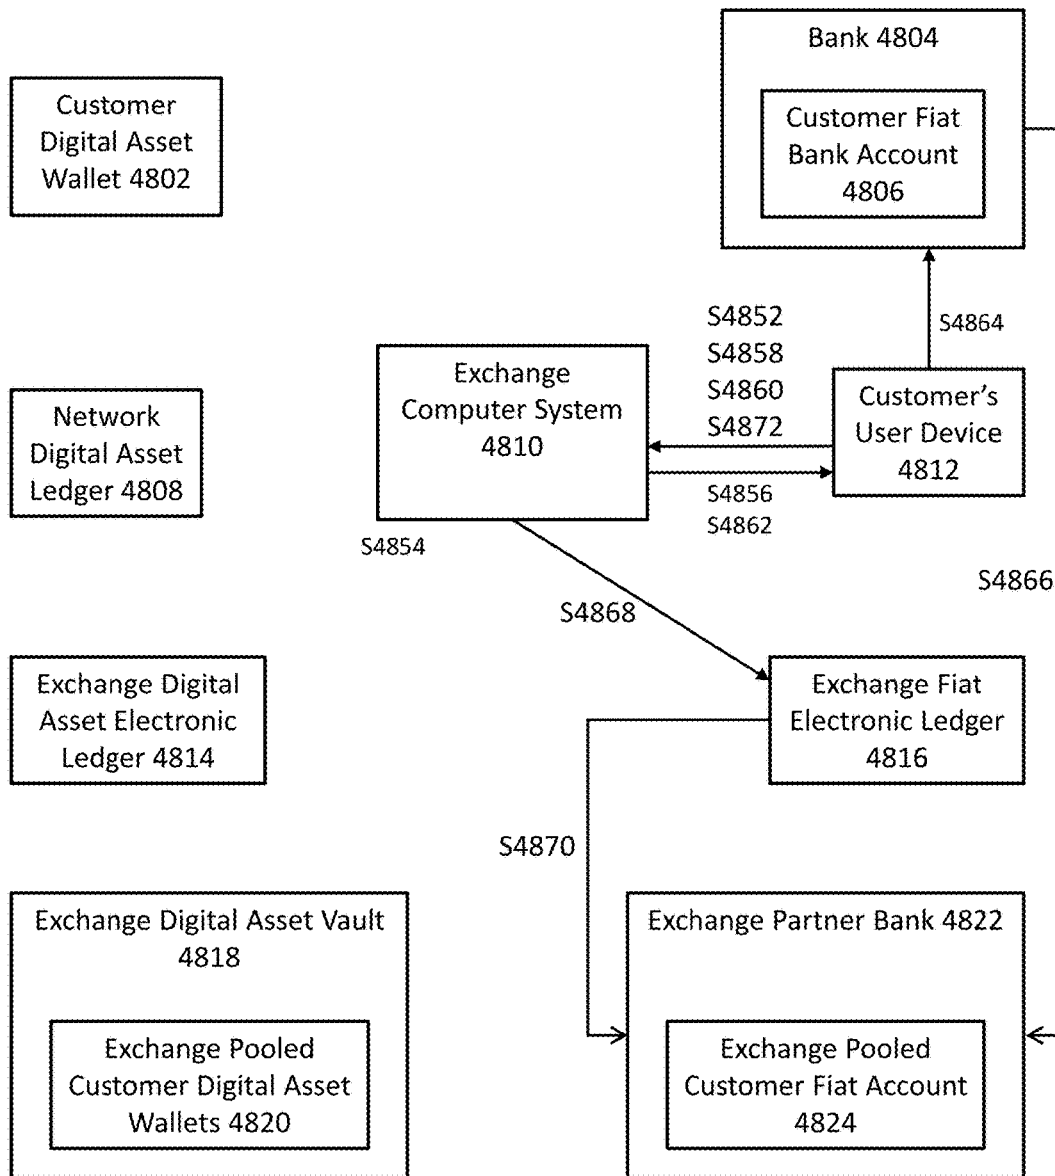 Bank 4804
Customer Fiat
Bank Account
4806
Customer
Digital Asset
Wallet 4802
S4864
S4852
S4858
S4860
S4872
Exchange
Computer System
4810
Customer's
User Device
4812
Network
Digital Asset
Ledger 4808
S4856
S4862
S4854
S4866
S4868
Exchange Digital
Asset Electronic
Ledger 4814
Exchange Fiat
Electronic Ledger
4816
S4870
Exchange Digital Asset Vault
4818
Exchange Pooled
Customer Digital Asset
Wallets 4820
Exchange Partner Bank 4822
Exchange Pooled
Customer Fiat Account
4824